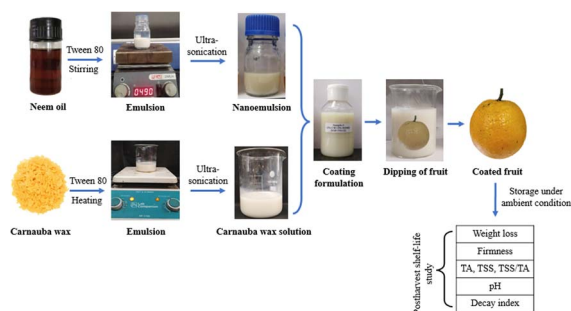 Tween 80
Stirring
Ultra-
sonication
Neem oil
Emulsion
Nanoemulsion
0490
Tween 80
Heating
Ultra-
sonication
Carnauba wax
Emulsion
Carnauba wax solution
Coating
formulation
Dipping of fruit
Coated fruit
Storage under
ambient condition
Postharvest shelf-life
study
Weight loss
Firmness
TA, TSS, TSS/TA
pH
Decay index